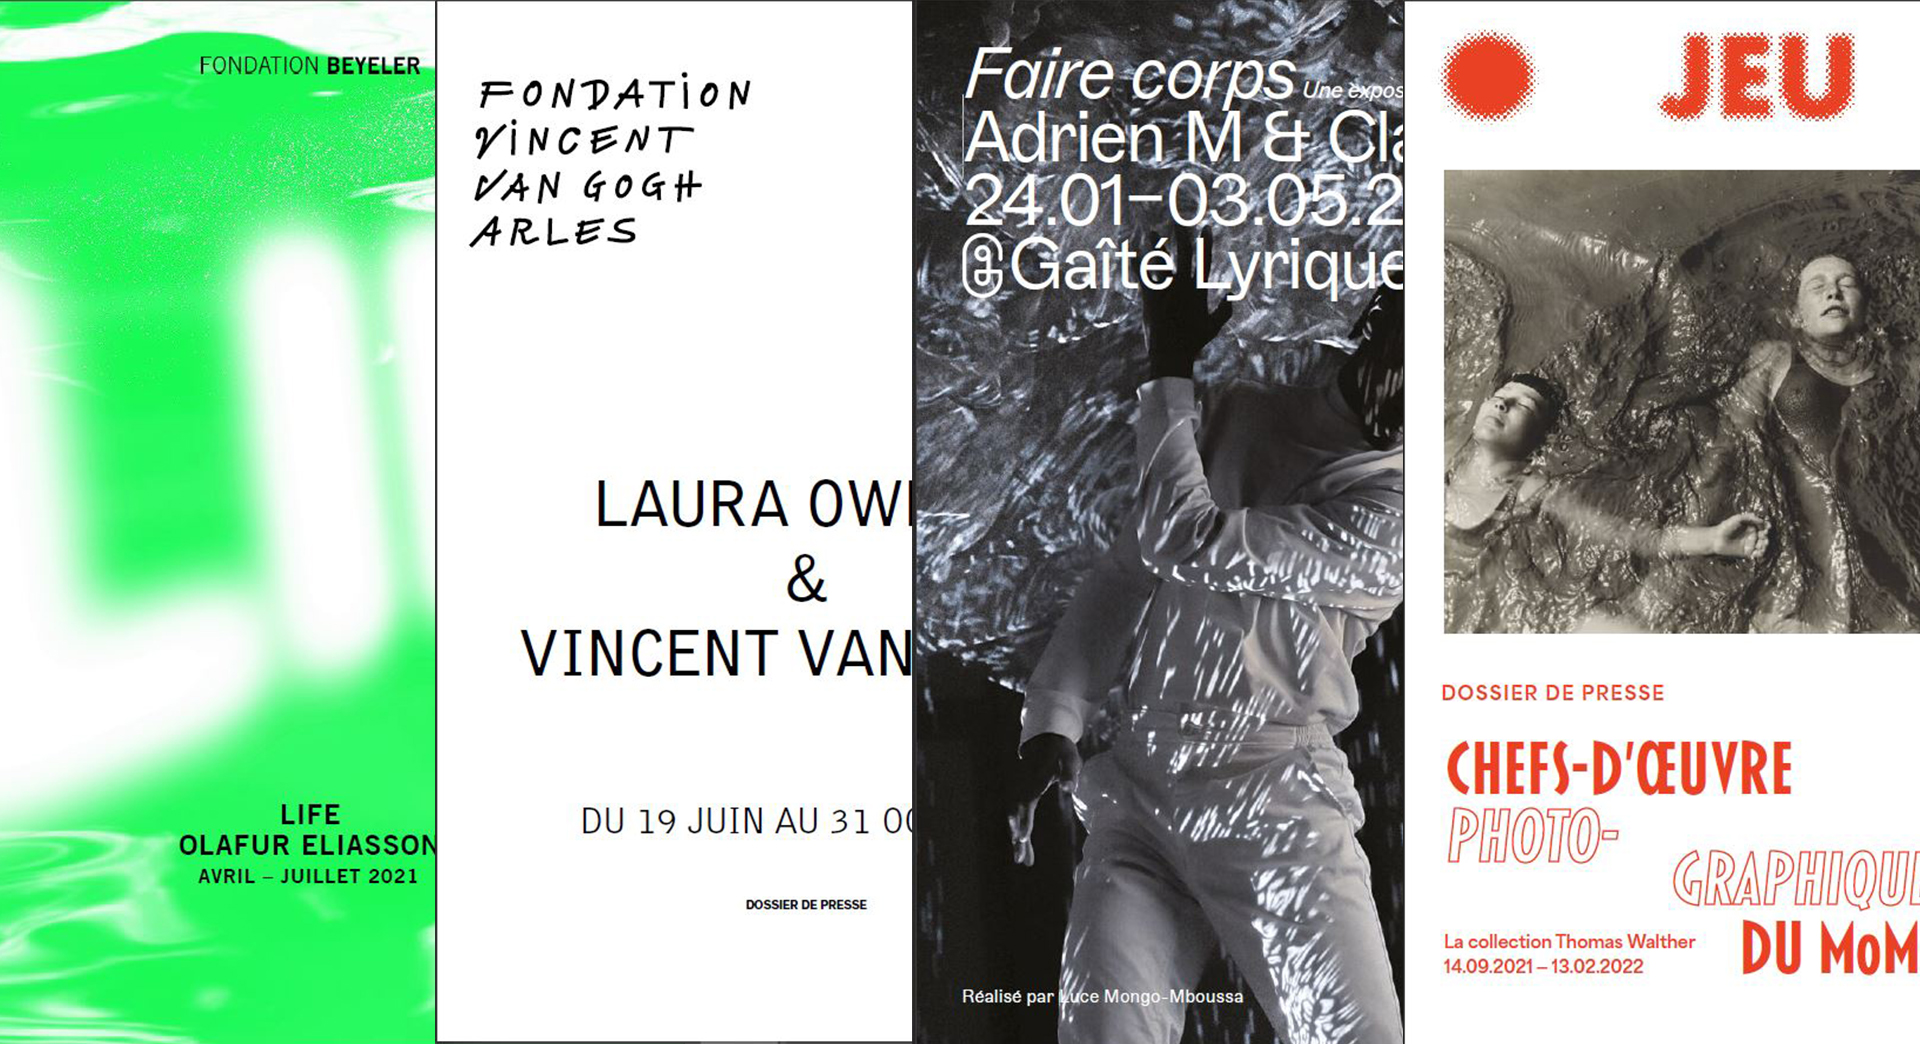 FONDATION BEYELER
LIFE
OLAFUR ELIASSON
AVRIL – JUILLET 2021
FONDATION
VINCENT
VAN GOGH
ARLES
LAURA OW
&
VINCENT VAN
DU 19 JUIN AU 31 OC
DOSSIER DE PRESSE
Faire corps Une expos
Adrien M & Cla
24.01–03.05.2
@Gaîté Lyrique
Réalisé par Luce Mongo-Mboussa
JEU
DOSSIER DE PRESSE
CHEFS-D'ŒUVRE
PHOTO-
GRAPHIQUE
DU MoM
La collection Thomas Walther
14.09.2021 – 13.02.2022